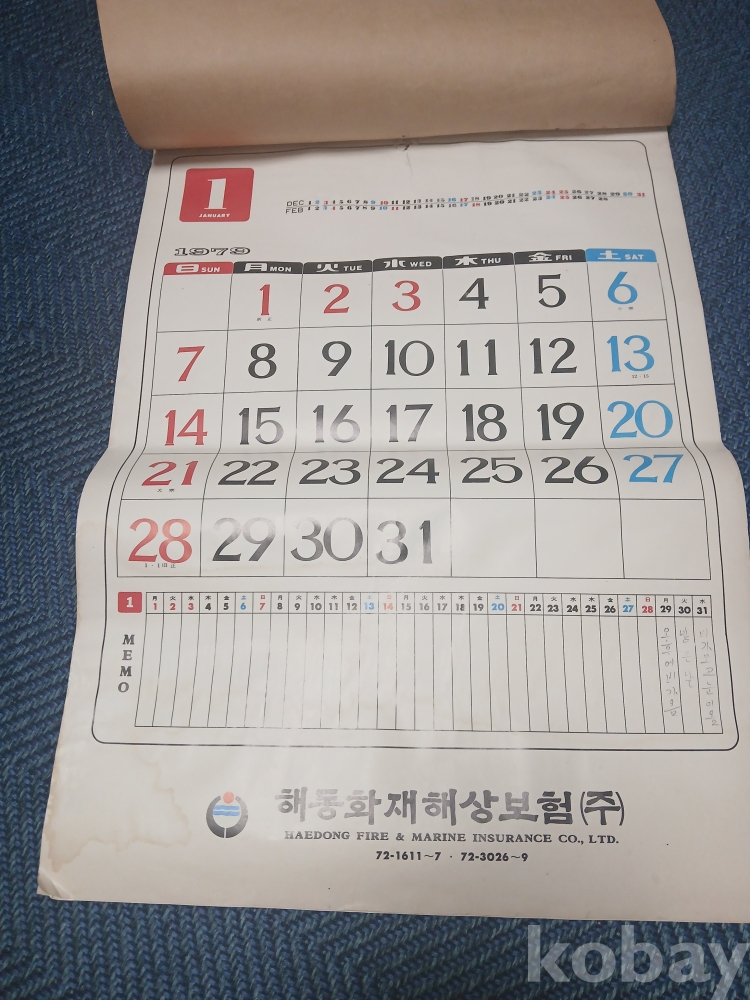 1
JANUARY
DEC 1 2 3 4 5 6 7 8 9 10 11 12 13 14 15 16 17 18 19 20 21 22 23 24 25 26 27 28 29 30 31
FEB 1 2 3 4 5 6 7 8 9 10 11 12 13 14 15 16 17 18 19 20 21 22 23 24 25 26 27 28
1979
日 SUN 月 MON 火 TUE 水 WED 木 THU 金 FRI 土 SAT
1 2 3 4 5 6
7 8 9 10 11 12 13
12·15
14 15 16 17 18 19 20
21 22 23 24 25 26 27
大寒
28 29 30 31
1·1旧正
1 月 火 水 木 金 土 日 月 火 水 木 金 土 日 月 火 水 木 金 土 日 月 火 水 木 金 土 日 月 火 水
1 2 3 4 5 6 7 8 9 10 11 12 13 14 15 16 17 18 19 20 21 22 23 24 25 26 27 28 29 30 31
MEMO
해동화재해상보험(주)
HAEDONG FIRE & MARINE INSURANCE CO., LTD.
72-1611~7 · 72-3026~9
kobay